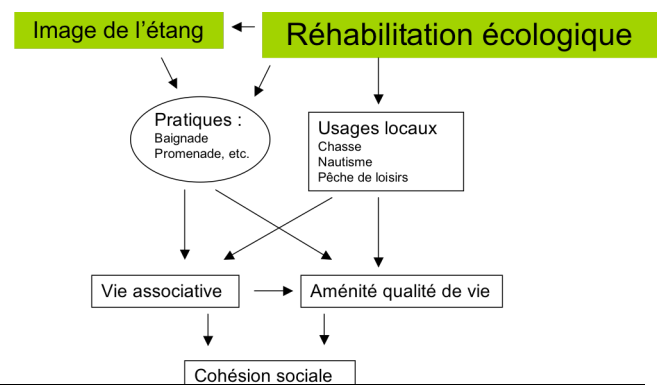 Image de l’étang
Réhabilitation écologique
Pratiques :
Baignade
Promenade, etc.
Usages locaux
Chasse
Nautisme
Pêche de loisirs
Vie associative
Aménité qualité de vie
Cohésion sociale